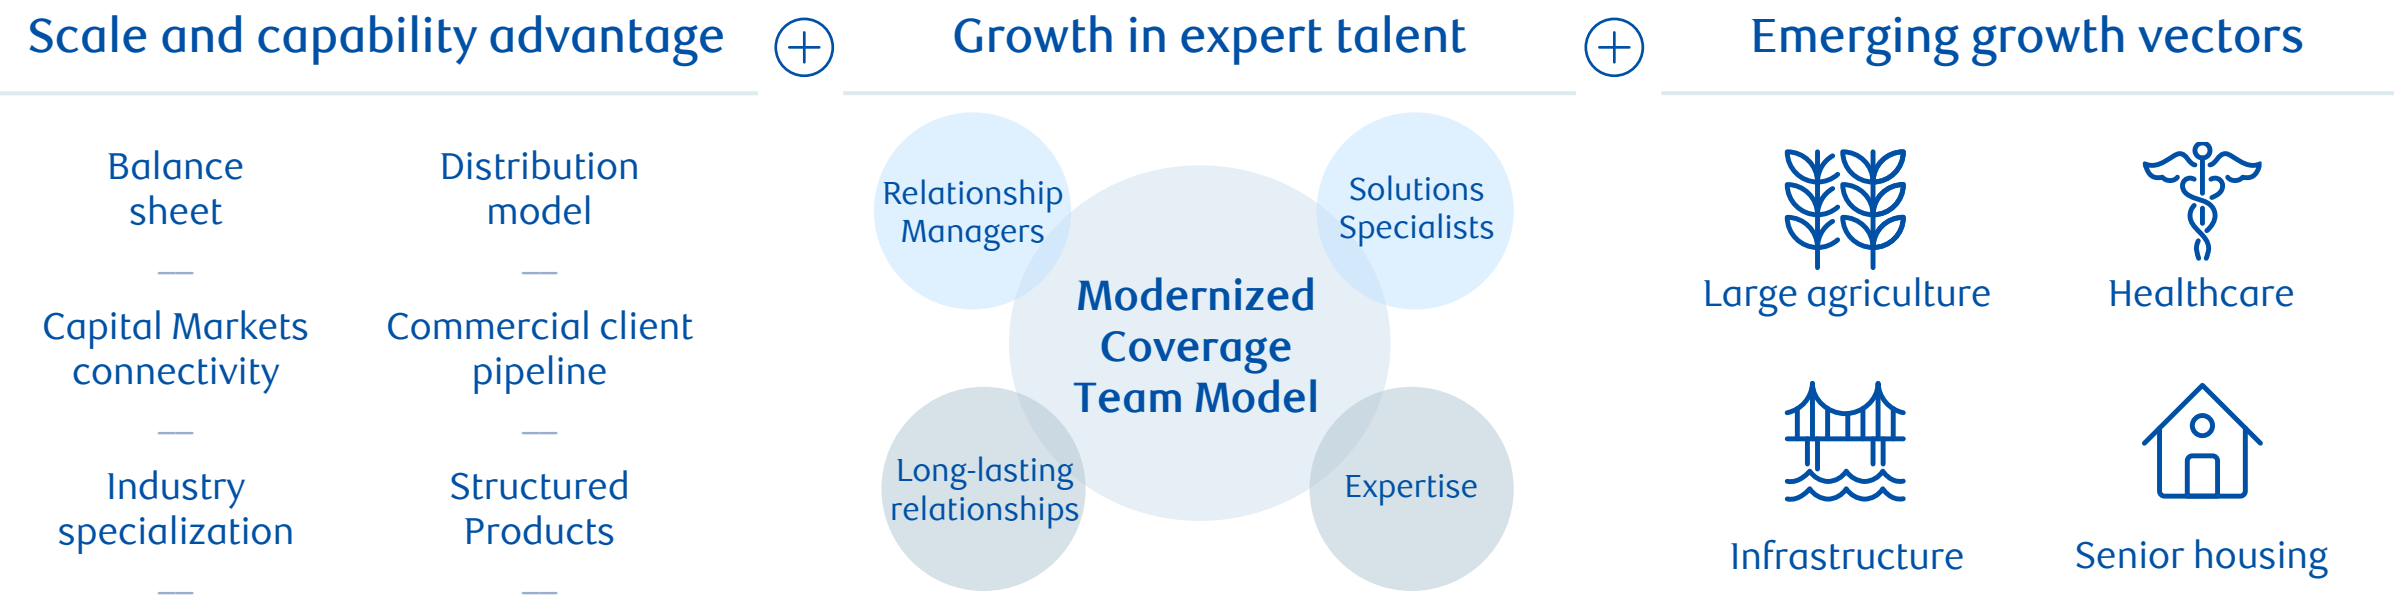 Scale and capability advantage
Balance
sheet
Distribution
model
Capital Markets
connectivity
Commercial client
pipeline
Industry
specialization
Structured
Products
Growth in expert talent
Relationship
Managers
Solutions
Specialists
Modernized
Coverage
Team Model
Long-lasting
relationships
Expertise
Emerging growth vectors
Large agriculture
Healthcare
Infrastructure
Senior housing